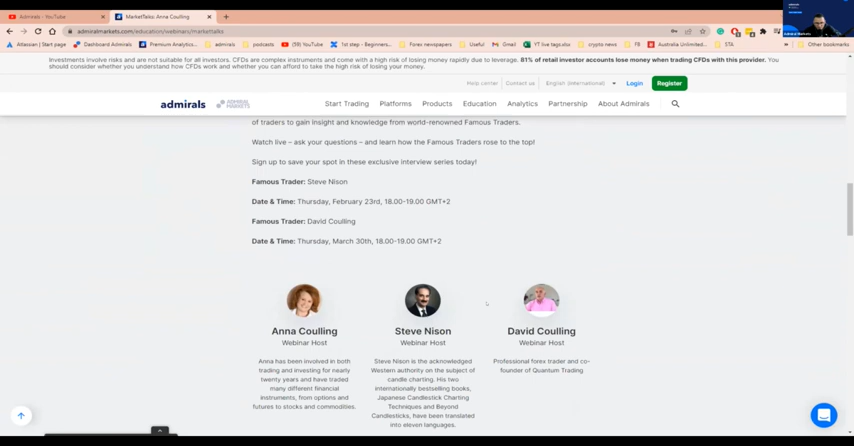 Admirals - YouTube
MarketTalks: Anna Coulling
admiralmarkets.com/education/webinars/markettalks
Atlassian | Start page
Dashboard Admirals
Premium Analytics...
admirals
podcasts
(59) YouTube
1st step - Beginners...
Forex newspapers
Useful
Gmail
YT live tags.xlsx
crypto news
FB
Australia Unlimited...
STA
Other bookmarks
Investments involve risks and are not suitable for all investors. CFDs are complex instruments and come with a high risk of losing money rapidly due to leverage. 81% of retail investor accounts lose money when trading CFDs with this provider. You
should consider whether you understand how CFDs work and whether you can afford to take the high risk of losing your money.
Help center
Contact us
English (International)
Login
Register
admirals
ADMIRAL MARKETS
Start Trading
Platforms
Products
Education
Analytics
Partnership
About Admirals
of traders to gain insight and knowledge from world-renowned Famous Traders.
Watch live – ask your questions – and learn how the Famous Traders rose to the top!
Sign up to save your spot in these exclusive interview series today!
Famous Trader: Steve Nison
Date & Time: Thursday, February 23rd, 18.00-19.00 GMT+2
Famous Trader: David Coulling
Date & Time: Thursday, March 30th, 18.00-19.00 GMT+2
Anna Coulling
Webinar Host
Anna has been involved in both
trading and investing for nearly
twenty years and have traded
many different financial
instruments, from options and
futures to stocks and commodities.
Steve Nison
Webinar Host
Steve Nison is the acknowledged
Western authority on the subject of
candle charting. His two
internationally bestselling books,
Japanese Candlestick Charting
Techniques and Beyond
Candlesticks, have been translated
into eleven languages.
David Coulling
Webinar Host
Professional forex trader and co-
founder of Quantum Trading